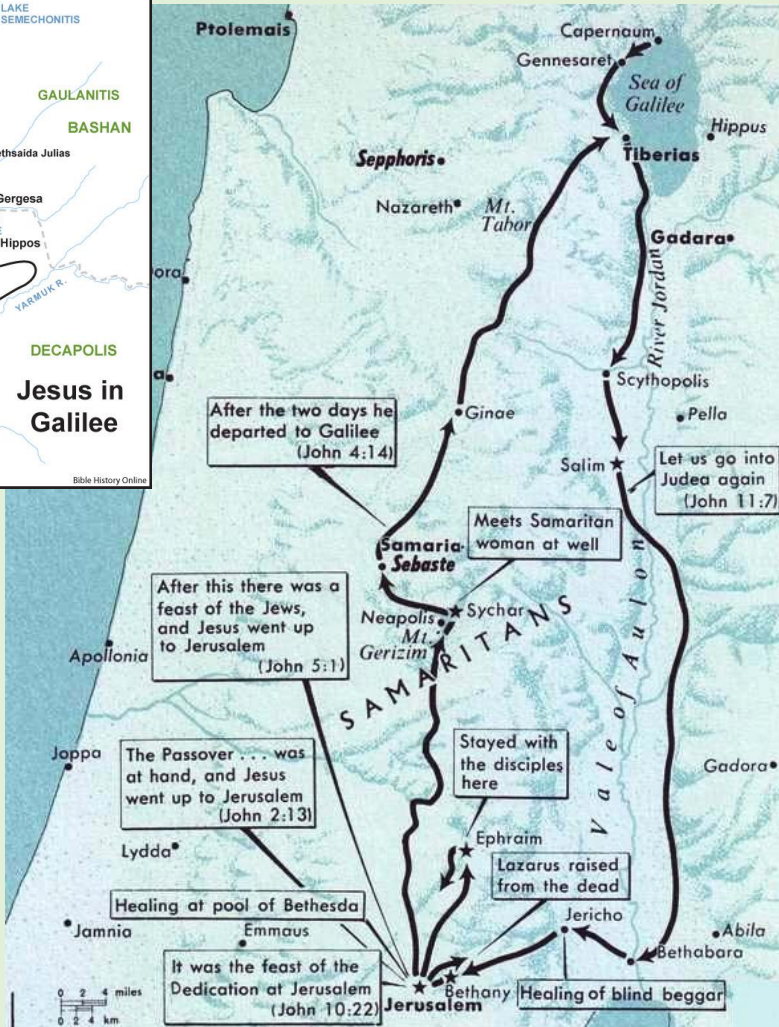 LAKE
SEMECHONITIS
GAULANITIS
BASHAN
ethsaida Julias
Gergesa
Hippos
YARMUK R.
DECAPOLIS
Jesus in
Galilee
Bible History Online
Ptolemais
Capernaum
Gennesaret
Sea of
Galilee
Hippus
Tiberias
Sepphoris
Nazareth
Mt.
Tabor
Gadara
River Jordan
ora
a
Scythopolis
Pella
Ginae
After the two days he
departed to Galilee
(John 4:14)
Salim
Let us go into
Judea again
(John 11:7)
Meets Samaritan
woman at well
Samaria
Sebaste
After this there was a
feast of the Jews,
and Jesus went up
to Jerusalem
(John 5:1)
Neapolis
Sychar
Mt.
Gerizim
SAMARITANS
Vale of Aulon
Apollonia
Joppa
The Passover . . . was
at hand, and Jesus
went up to Jerusalem
(John 2:13)
Stayed with
the disciples
here
Gadora
Lydda
Ephraim
Lazarus raised
from the dead
Healing at pool of Bethesda
Jericho
Jamnia
Emmaus
Abila
Bethabara
It was the feast of the
Dedication at Jerusalem
(John 10:22)
Jerusalem
Bethany
Healing of blind beggar
0 2 4 miles
0 2 4 km